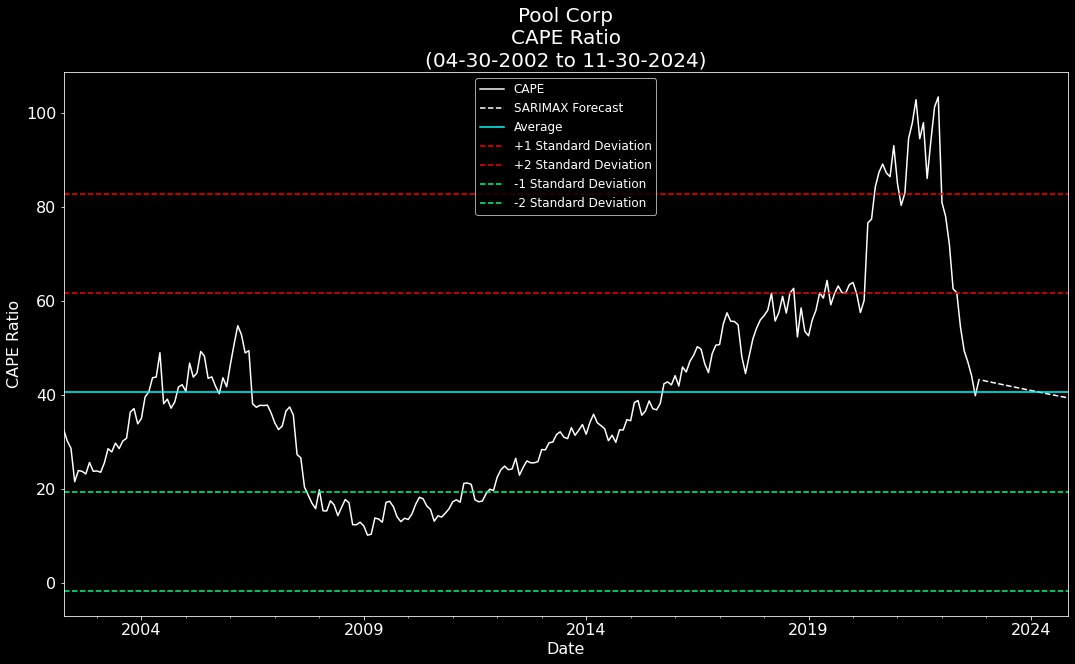 Pool Corp
CAPE Ratio
(04-30-2002 to 11-30-2024)
CAPE
SARIMAX Forecast
Average
+1 Standard Deviation
+2 Standard Deviation
-1 Standard Deviation
-2 Standard Deviation
CAPE Ratio
100
80
60
40
20
0
2004
2009
2014
2019
2024
Date